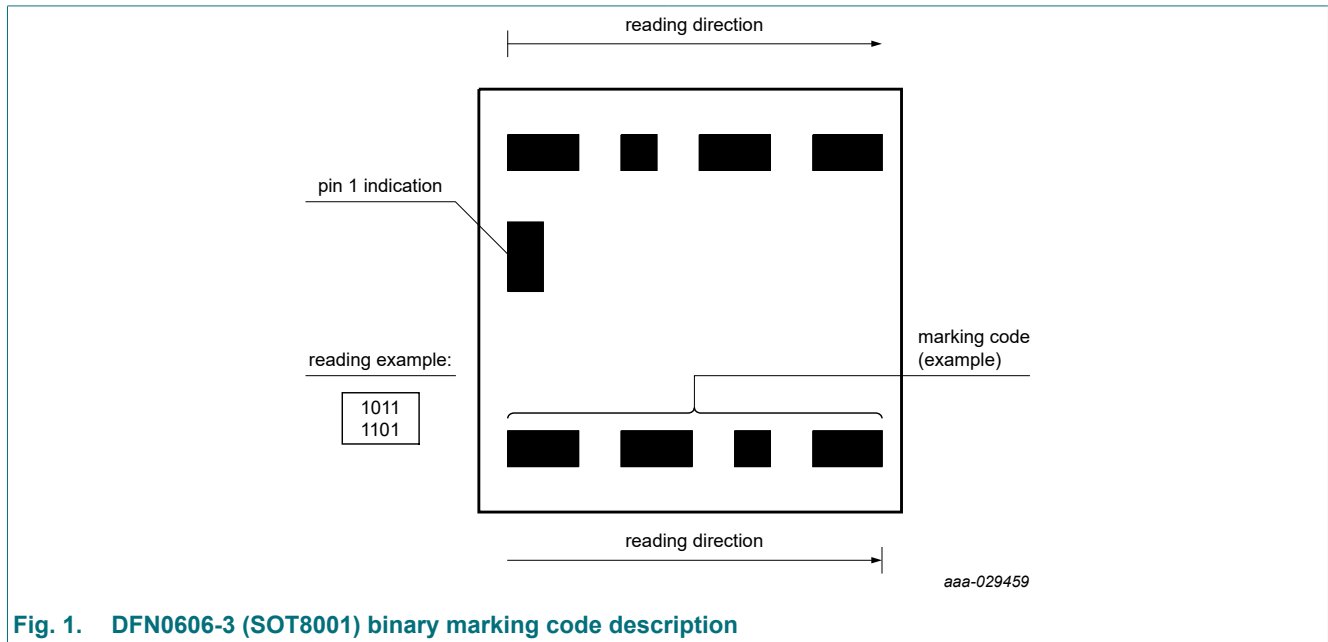 reading direction
pin 1 indication
marking code
(example)
reading example:
1011
1101
reading direction
aaa-029459
Fig. 1. DFN0606-3 (SOT8001) binary marking code description